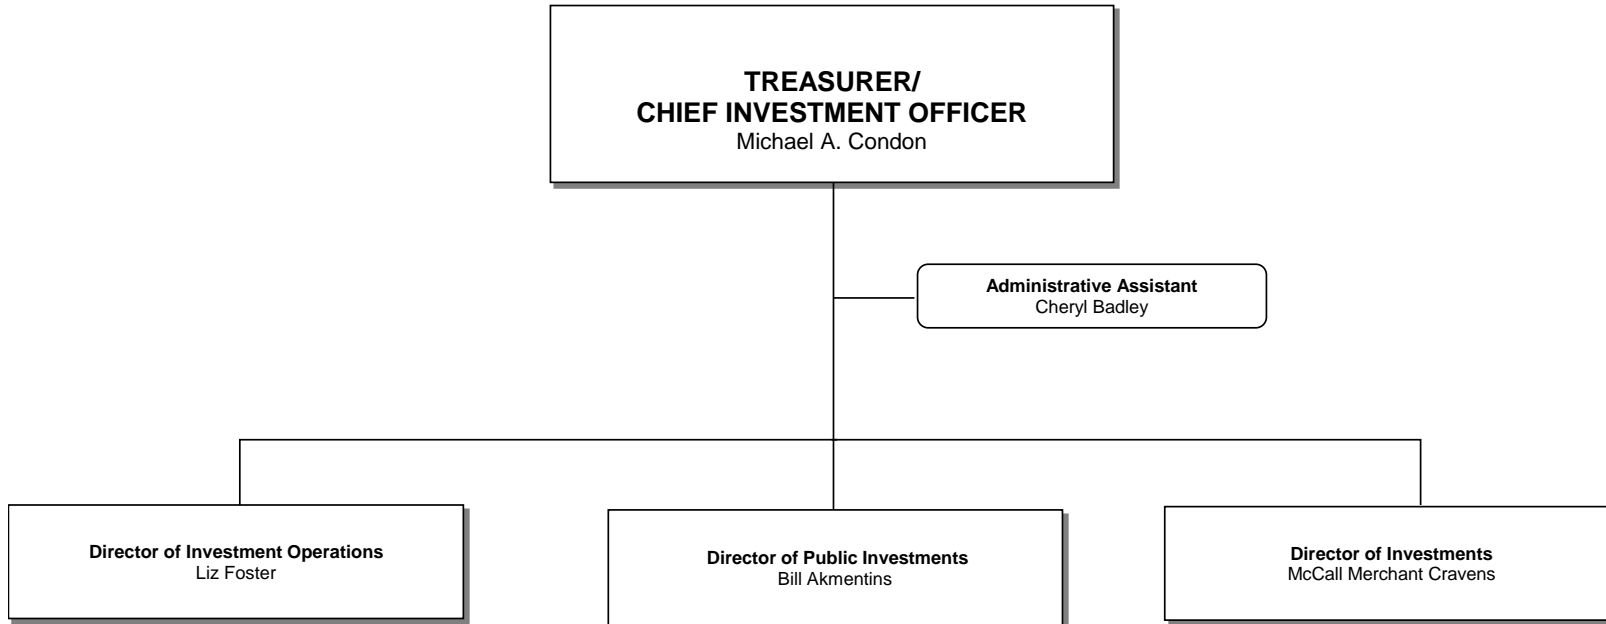 TREASURER/
CHIEF INVESTMENT OFFICER
Michael A. Condon
Administrative Assistant
Cheryl Badley
Director of Investment Operations
Liz Foster
Director of Public Investments
Bill Akmentins
Director of Investments
McCall Merchant Cravens